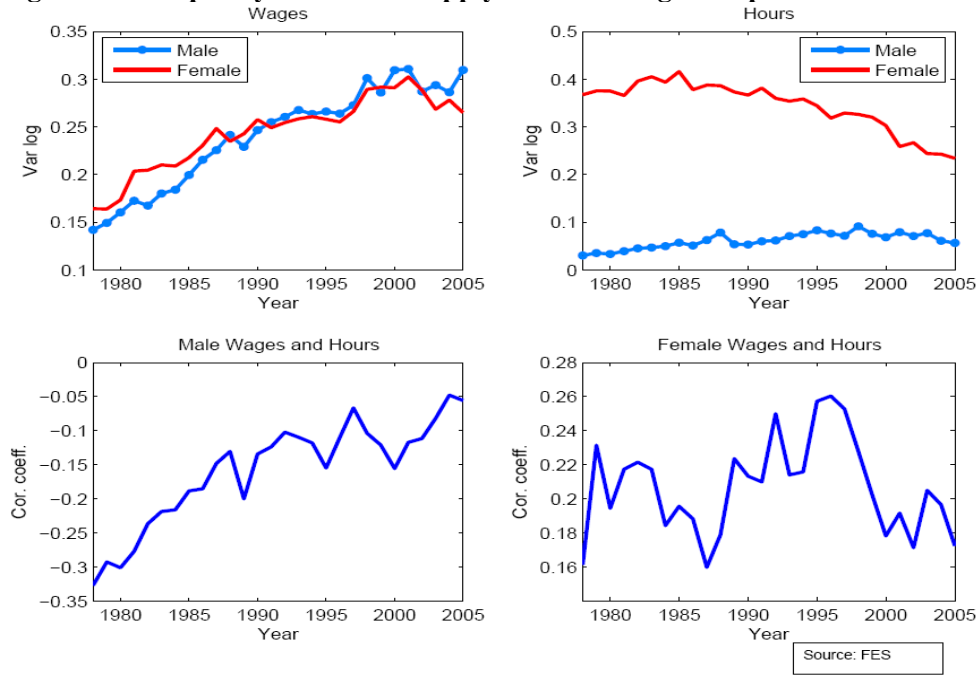 Wages
Hours
0.35
0.3
0.25
0.2
0.15
0.1
Var log
Male
Female
1980 1985 1990 1995 2000 2005
Year
0.5
0.4
0.3
0.2
0.1
0
Var log
Male
Female
1980 1985 1990 1995 2000 2005
Year
Male Wages and Hours
0
−0.05
−0.1
−0.15
−0.2
−0.25
−0.3
−0.35
Cor. coeff.
1980 1985 1990 1995 2000 2005
Year
Female Wages and Hours
0.28
0.26
0.24
0.22
0.2
0.18
0.16
Cor. coeff.
1980 1985 1990 1995 2000 2005
Year
Source: FES